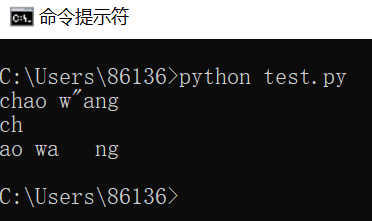 命令提示符
C:\Users\86136>python test.py
chao w"ang
ch
ao wa   ng
C:\Users\86136>